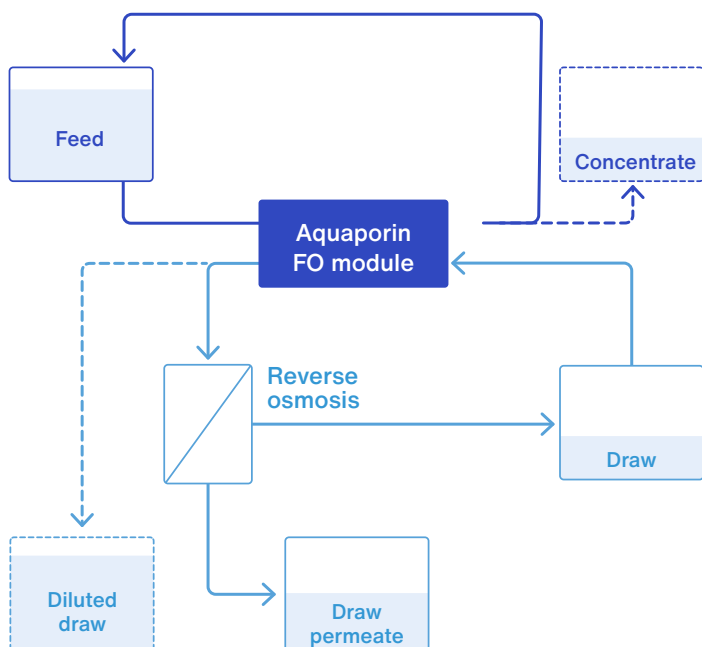 Feed
Concentrate
Aquaporin
FO module
Reverse
osmosis
Draw
Diluted
draw
Draw
permeate